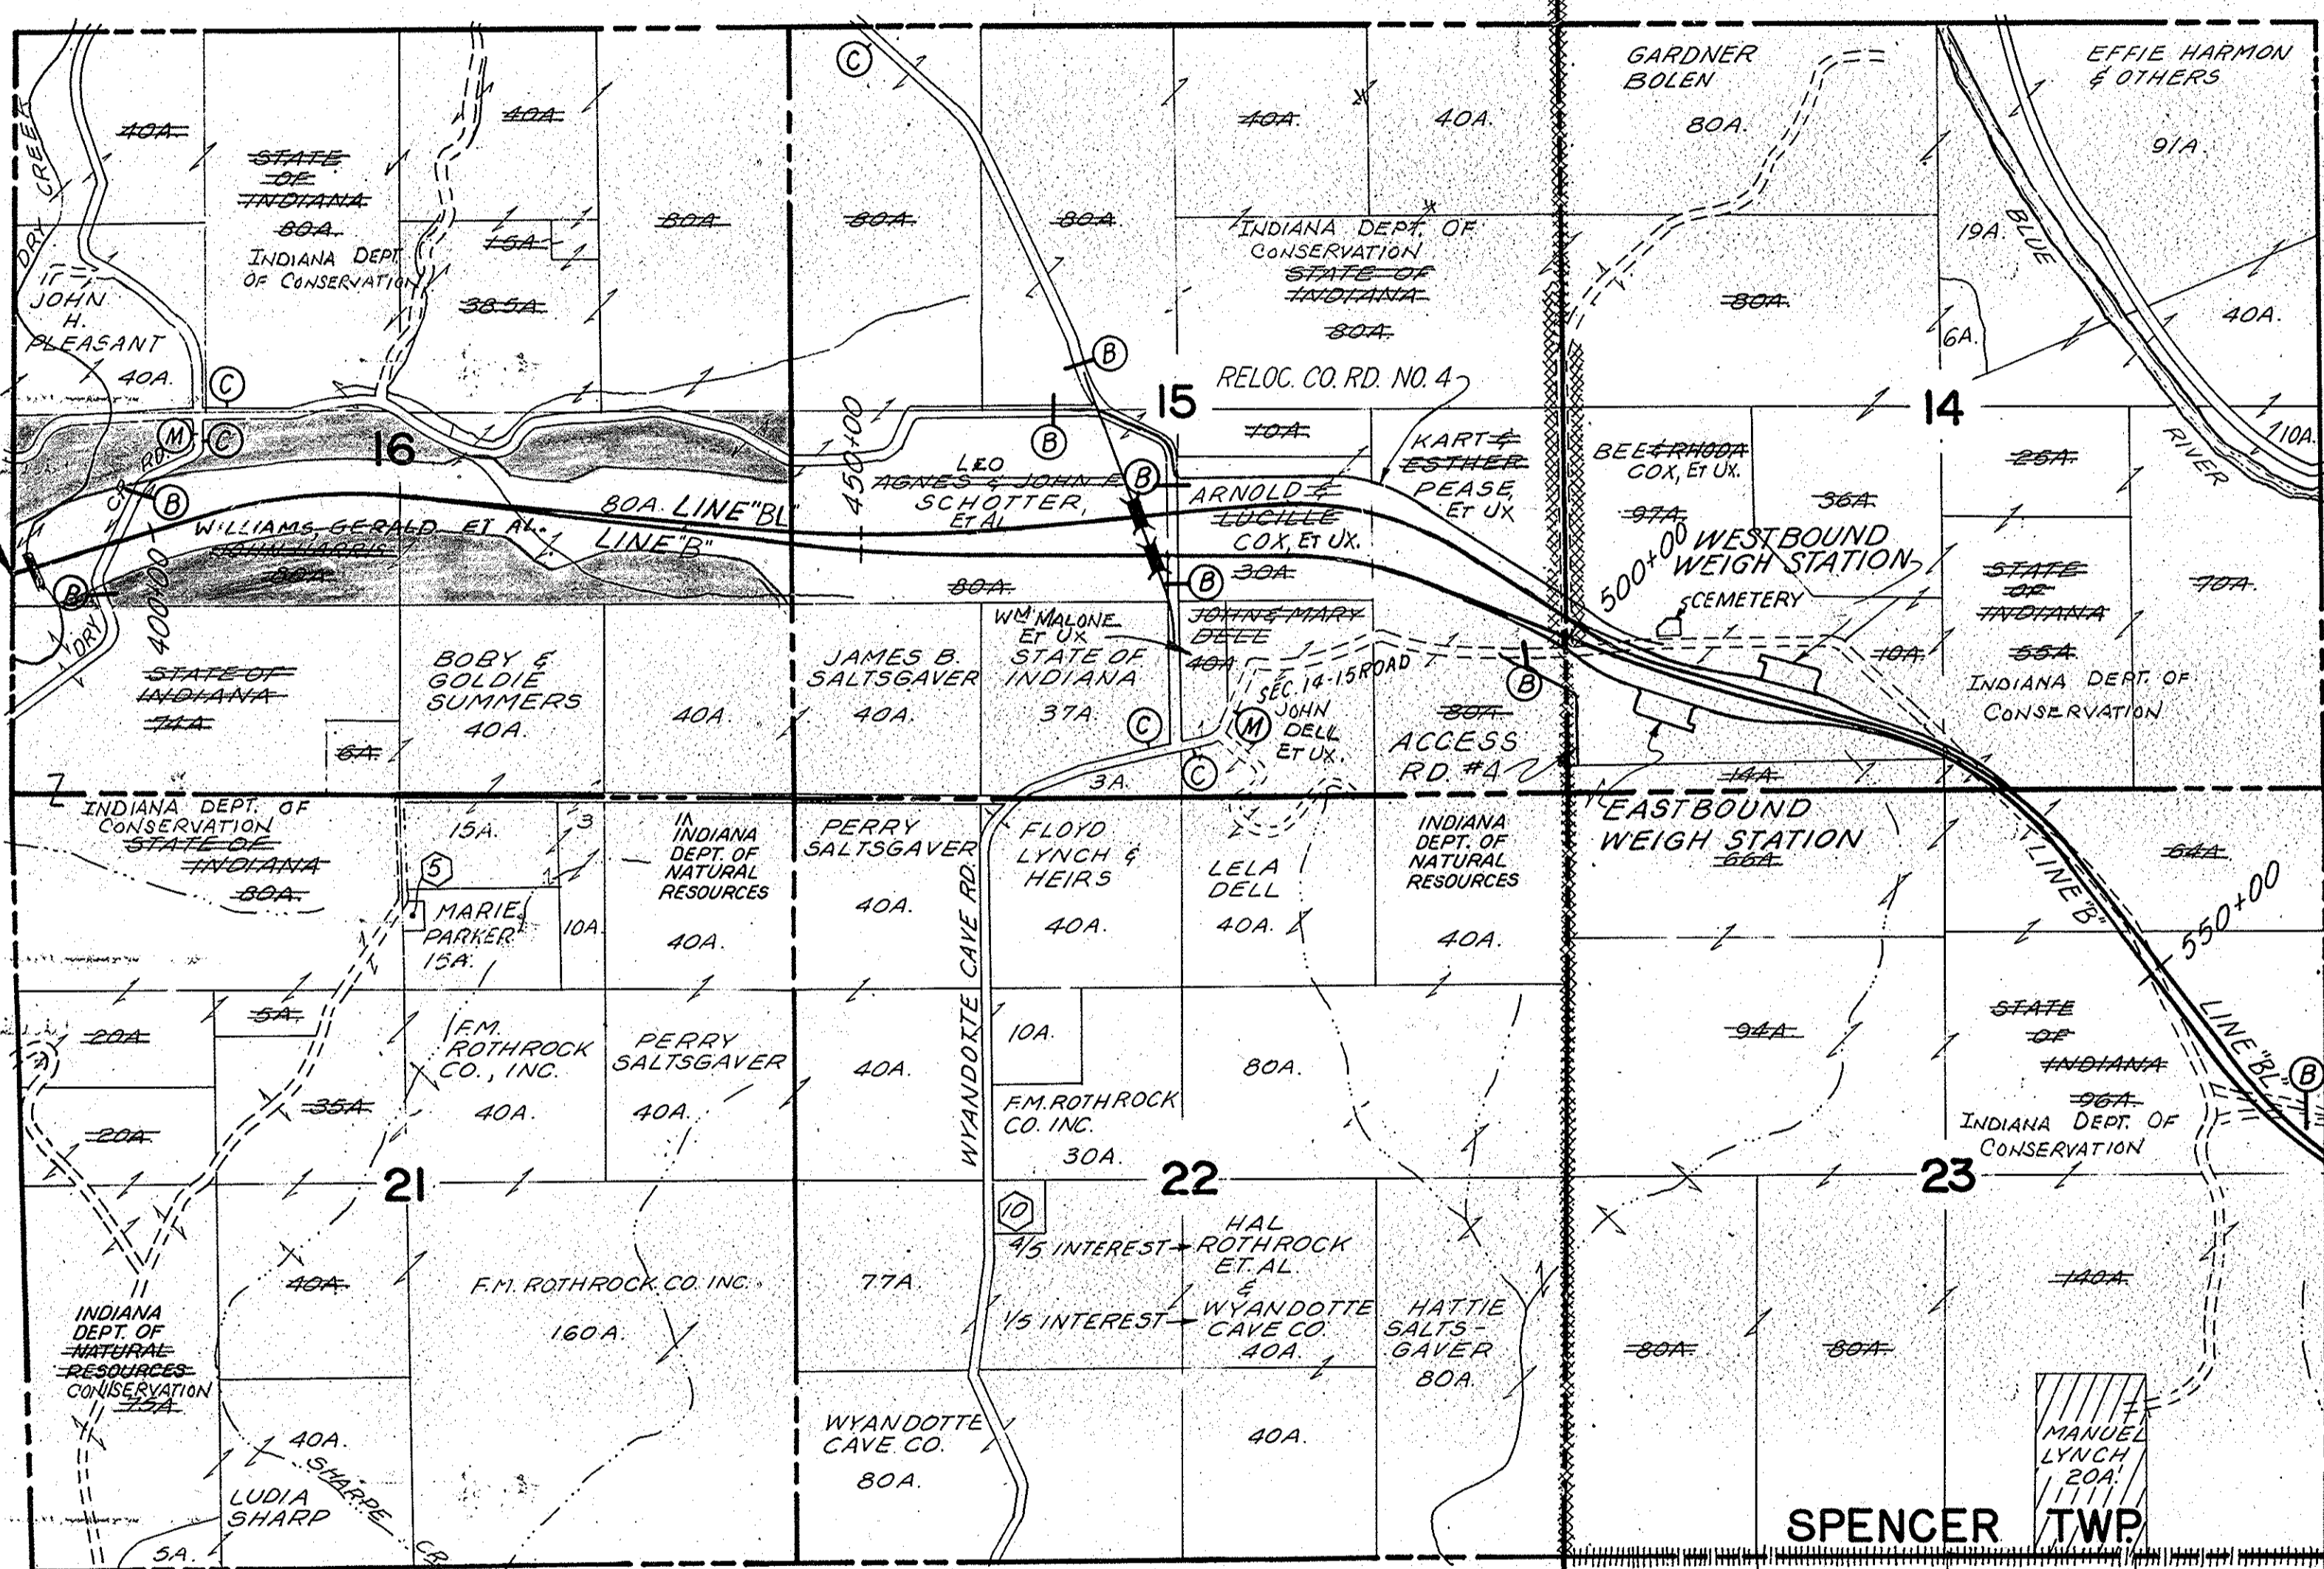 DRY CREEK
40A.
STATE
OF
INDIANA
80A.
INDIANA DEPT.
OF CONSERVATION
40A.
15A
38.5A
80A
JOHN
H.
PLEASANT
40A.
C
M
C
16
CR. RD.
B
B
DRY
400+00
WILLIAMS, GERALD ET AL.
JOHN HARRIS
80A
80A. LINE "BL"
LINE "B"
STATE OF
INDIANA
74A
6A
BOBY &
GOLDIE
SUMMERS
40A.
40A.
C
80A
80A
40A.
40A.
INDIANA DEPT. OF
CONSERVATION
STATE OF
INDIANA
80A.
B
B
15
RELOC. CO. RD. NO. 4
450+00
LEO
AGNES & JOHN F.
SCHOTTER,
ET AL
80A.
B
10A.
KART &
ESTHER
PEASE,
ET UX
ARNOLD &
LUCILLE
COX, ET UX.
30A
B
WM MALONE
ET UX
STATE OF
INDIANA
37A.
JOHN & MARY
DELL
40A
JAMES B.
SALTSGAVER
40A.
SEC. 14-15 ROAD
JOHN
DELL
ET UX.
C
M
C
3A.
B
80A
ACCESS
RD. #4
GARDNER
BOLEN
80A.
80A.
EFFIE HARMON
& OTHERS
91A.
19A.
BLUE
RIVER
6A.
40A.
10A.
14
BEE & RHODA
COX, ET UX.
97A
36A.
25A.
500+00
WESTBOUND
WEIGH STATION
CEMETERY
STATE
OF
INDIANA
55A
70A.
10A.
INDIANA DEPT. OF
CONSERVATION
14A
EASTBOUND
WEIGH STATION
66A
INDIANA DEPT. OF
CONSERVATION
STATE OF
INDIANA
80A.
15A.
3
5
MARIE
PARKER
15A.
10A.
IN
INDIANA
DEPT. OF
NATURAL
RESOURCES
40A.
20A
5A.
35A
20A
F.M.
ROTHROCK
CO., INC.
40A.
PERRY
SALTSGAVER
40A.
21
INDIANA
DEPT. OF
NATURAL
RESOURCES
CONSERVATION
75A
40A
F.M. ROTHROCK CO. INC.
160A.
40A.
SHARPE CR.
LUDIA
SHARP
5A.
PERRY
SALTSGAVER
40A.
WYANDOTTE CAVE RD.
FLOYD
LYNCH &
HEIRS
40A.
LELA
DELL
40A.
INDIANA
DEPT. OF
NATURAL
RESOURCES
40A.
40A.
10A.
80A.
F.M. ROTHROCK
CO. INC.
30A.
22
10
77A
4/5 INTEREST
HAL
ROTHROCK
ET. AL.
&
1/5 INTEREST
WYANDOTTE
CAVE CO.
40A.
HATTIE
SALTS-
GAVER
80A.
WYANDOTTE
CAVE CO.
80A.
40A.
LINE "B"
64A
550+00
94A
STATE
OF
INDIANA
96A.
INDIANA DEPT. OF
CONSERVATION
LINE "BL"
B
23
80A.
80A.
140A
MANUEL
LYNCH
20A.
SPENCER TWP.